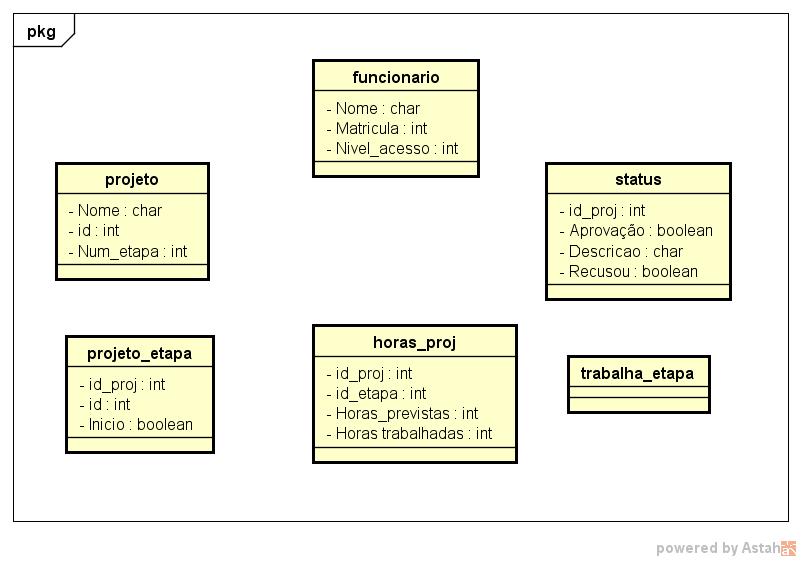 pkg
funcionario
- Nome : char
- Matricula : int
- Nivel_acesso : int
projeto
- Nome : char
- id : int
- Num_etapa : int
status
- id_proj : int
- Aprovação : boolean
- Descricao : char
- Recusou : boolean
projeto_etapa
- id_proj : int
- id : int
- Inicio : boolean
horas_proj
- id_proj : int
- id_etapa : int
- Horas_previstas : int
- Horas trabalhadas : int
trabalha_etapa
powered by Astah